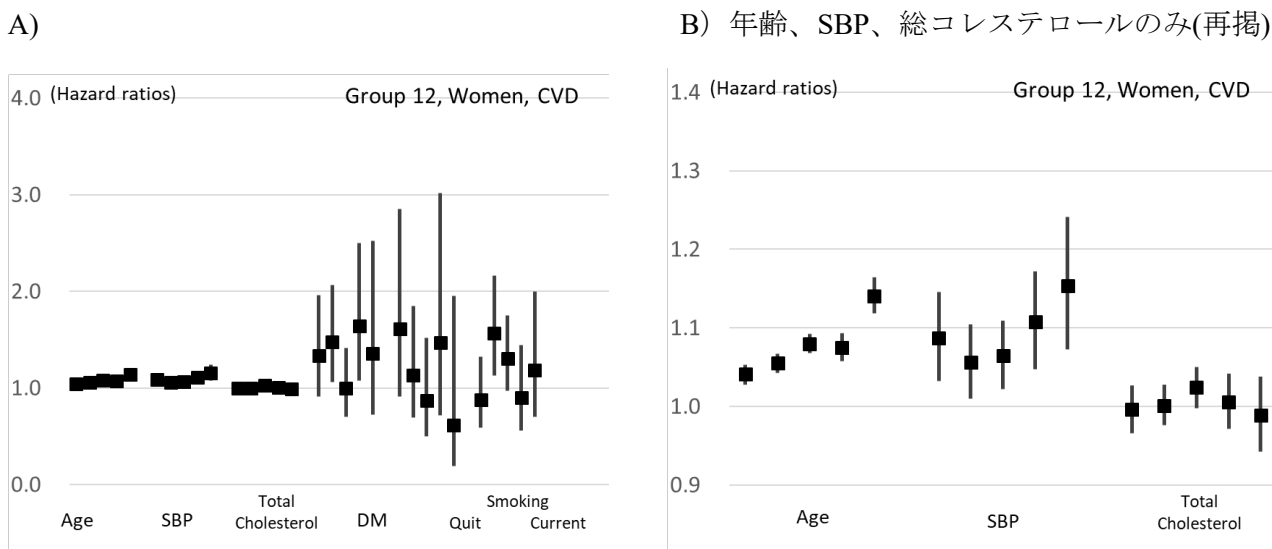 A)
B）年齢、SBP、総コレステロールのみ(再掲)
(Hazard ratios)
Group 12, Women, CVD
4.0
3.0
2.0
1.0
0.0
Age
SBP
Total
Cholesterol
DM
Smoking
Quit
Current
(Hazard ratios)
Group 12, Women, CVD
1.4
1.3
1.2
1.1
1.0
0.9
Age
SBP
Total
Cholesterol